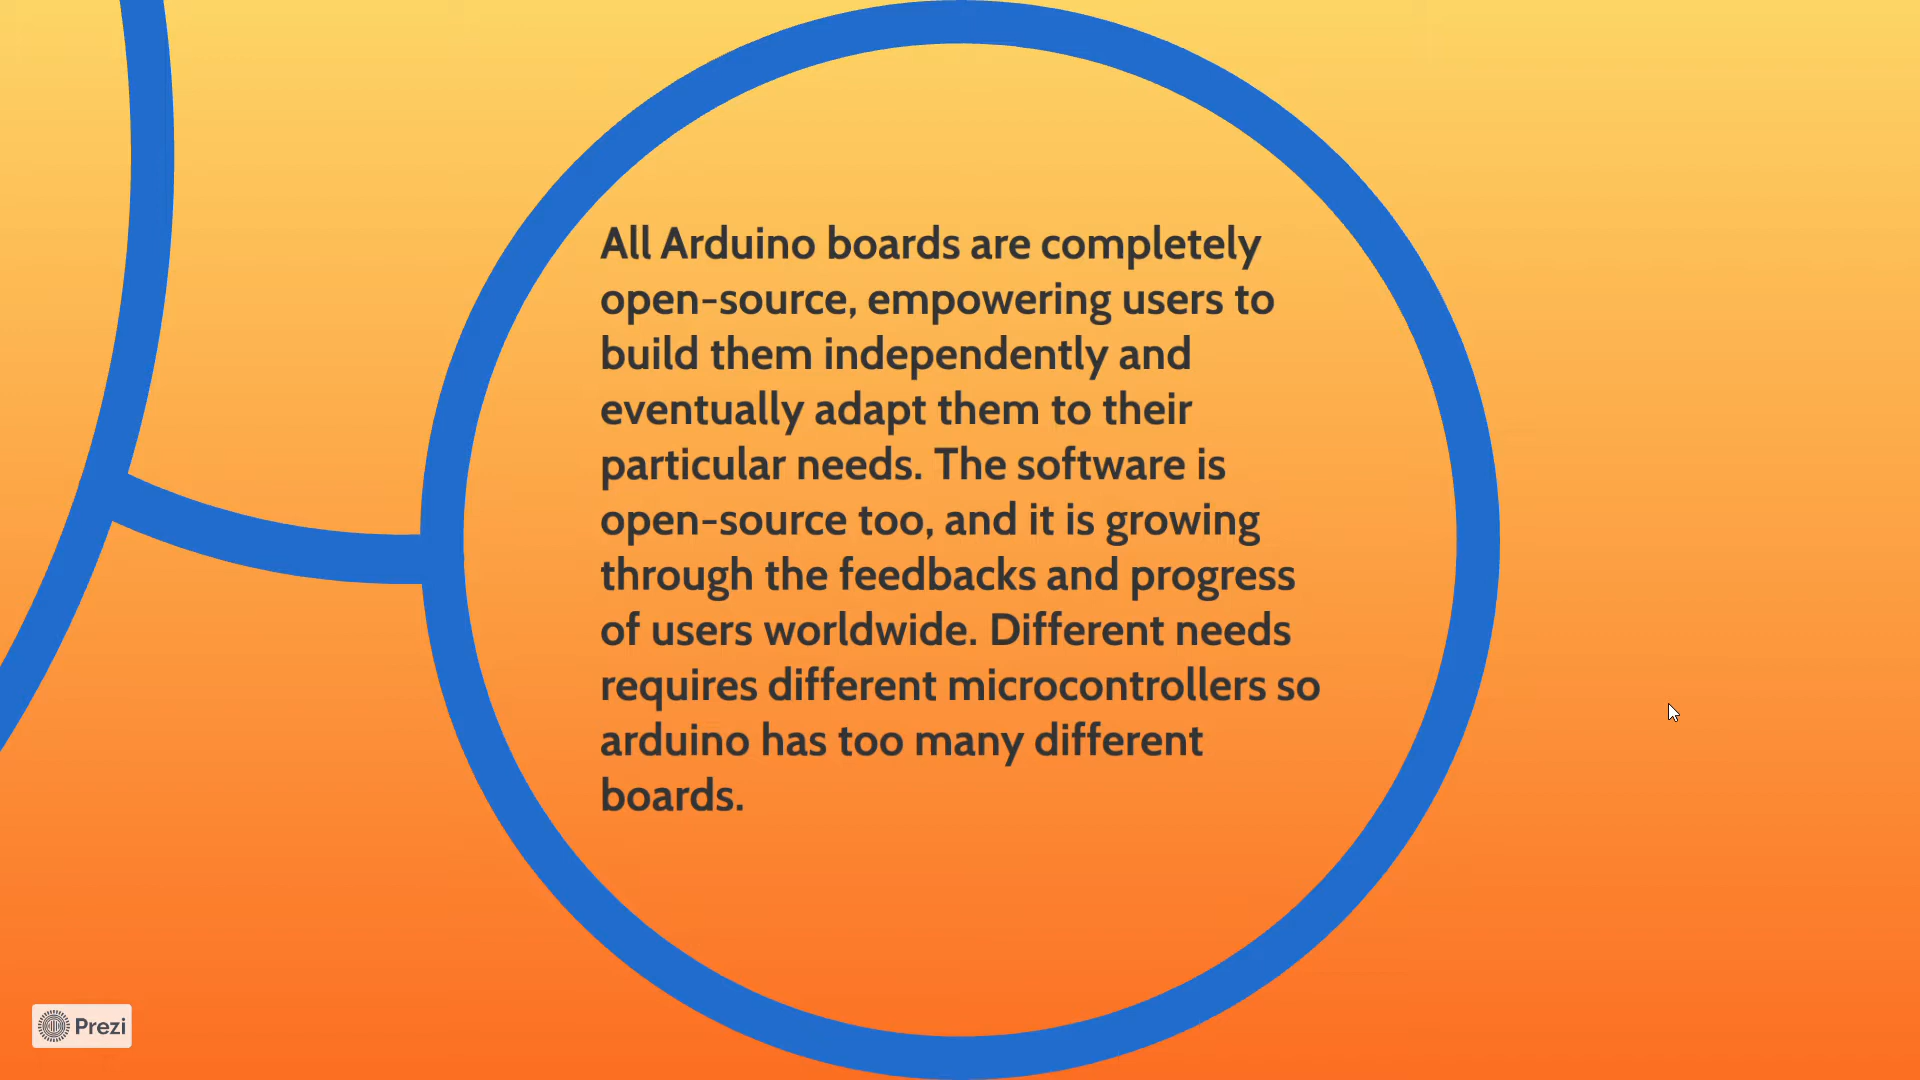 All Arduino boards are completely
open-source, empowering users to
build them independently and
eventually adapt them to their
particular needs. The software is
open-source too, and it is growing
through the feedbacks and progress
of users worldwide. Different needs
requires different microcontrollers so
arduino has too many different
boards.
Prezi